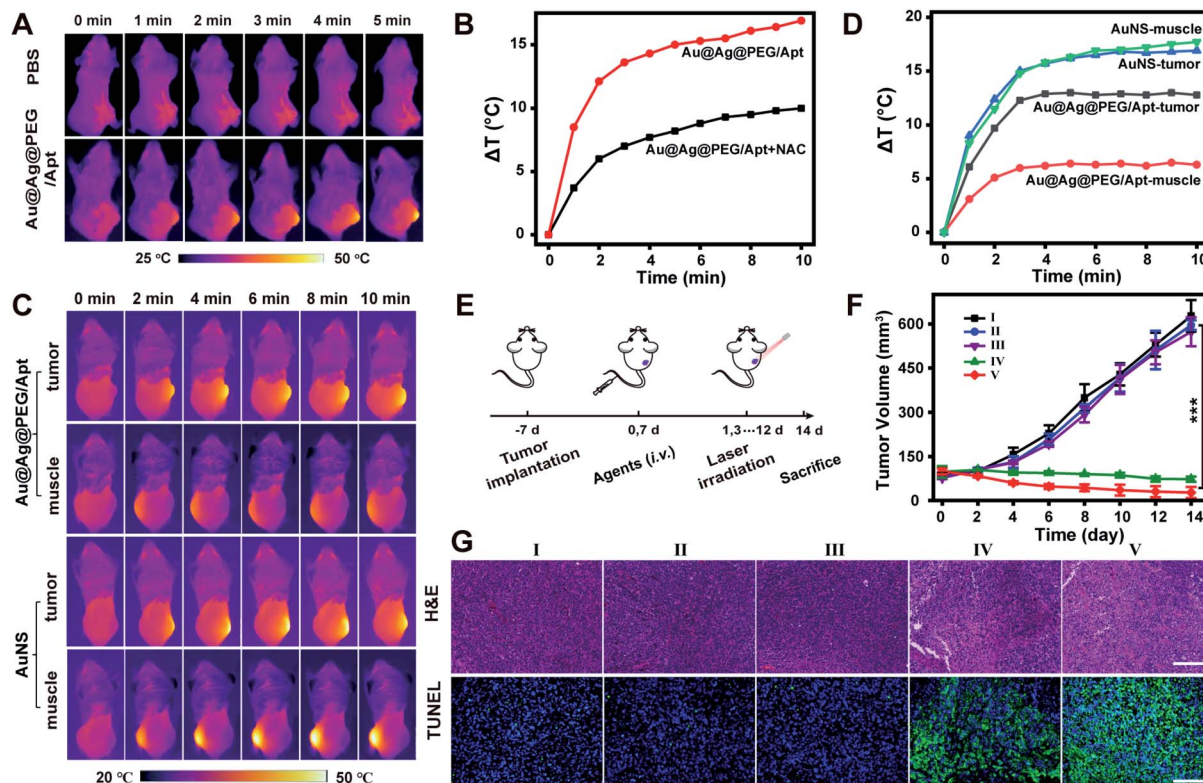 A
0 min 1 min 2 min 3 min 4 min 5 min
PBS
Au@Ag@PEG
/Apt
25 °C 50 °C
B
15
10
5
0
ΔT (°C)
Au@Ag@PEG/Apt
Au@Ag@PEG/Apt+NAC
0 2 4 6 8 10
Time (min)
D
20
15
10
5
0
ΔT (°C)
AuNS-muscle
AuNS-tumor
Au@Ag@PEG/Apt-tumor
Au@Ag@PEG/Apt-muscle
0 2 4 6 8 10
Time (min)
C
0 min 2 min 4 min 6 min 8 min 10 min
Au@Ag@PEG/Apt
tumor
muscle
AuNS
tumor
muscle
20 °C 50 °C
E
-7 d 0,7 d 1,3···12 d 14 d
Tumor
implantation
Agents (i.v.)
Laser
irradiation
Sacrifice
F
600
450
300
150
0
Tumor Volume (mm³)
I
II
III
IV
V
***
0 2 4 6 8 10 12 14
Time (day)
G
I II III IV V
H&E
TUNEL